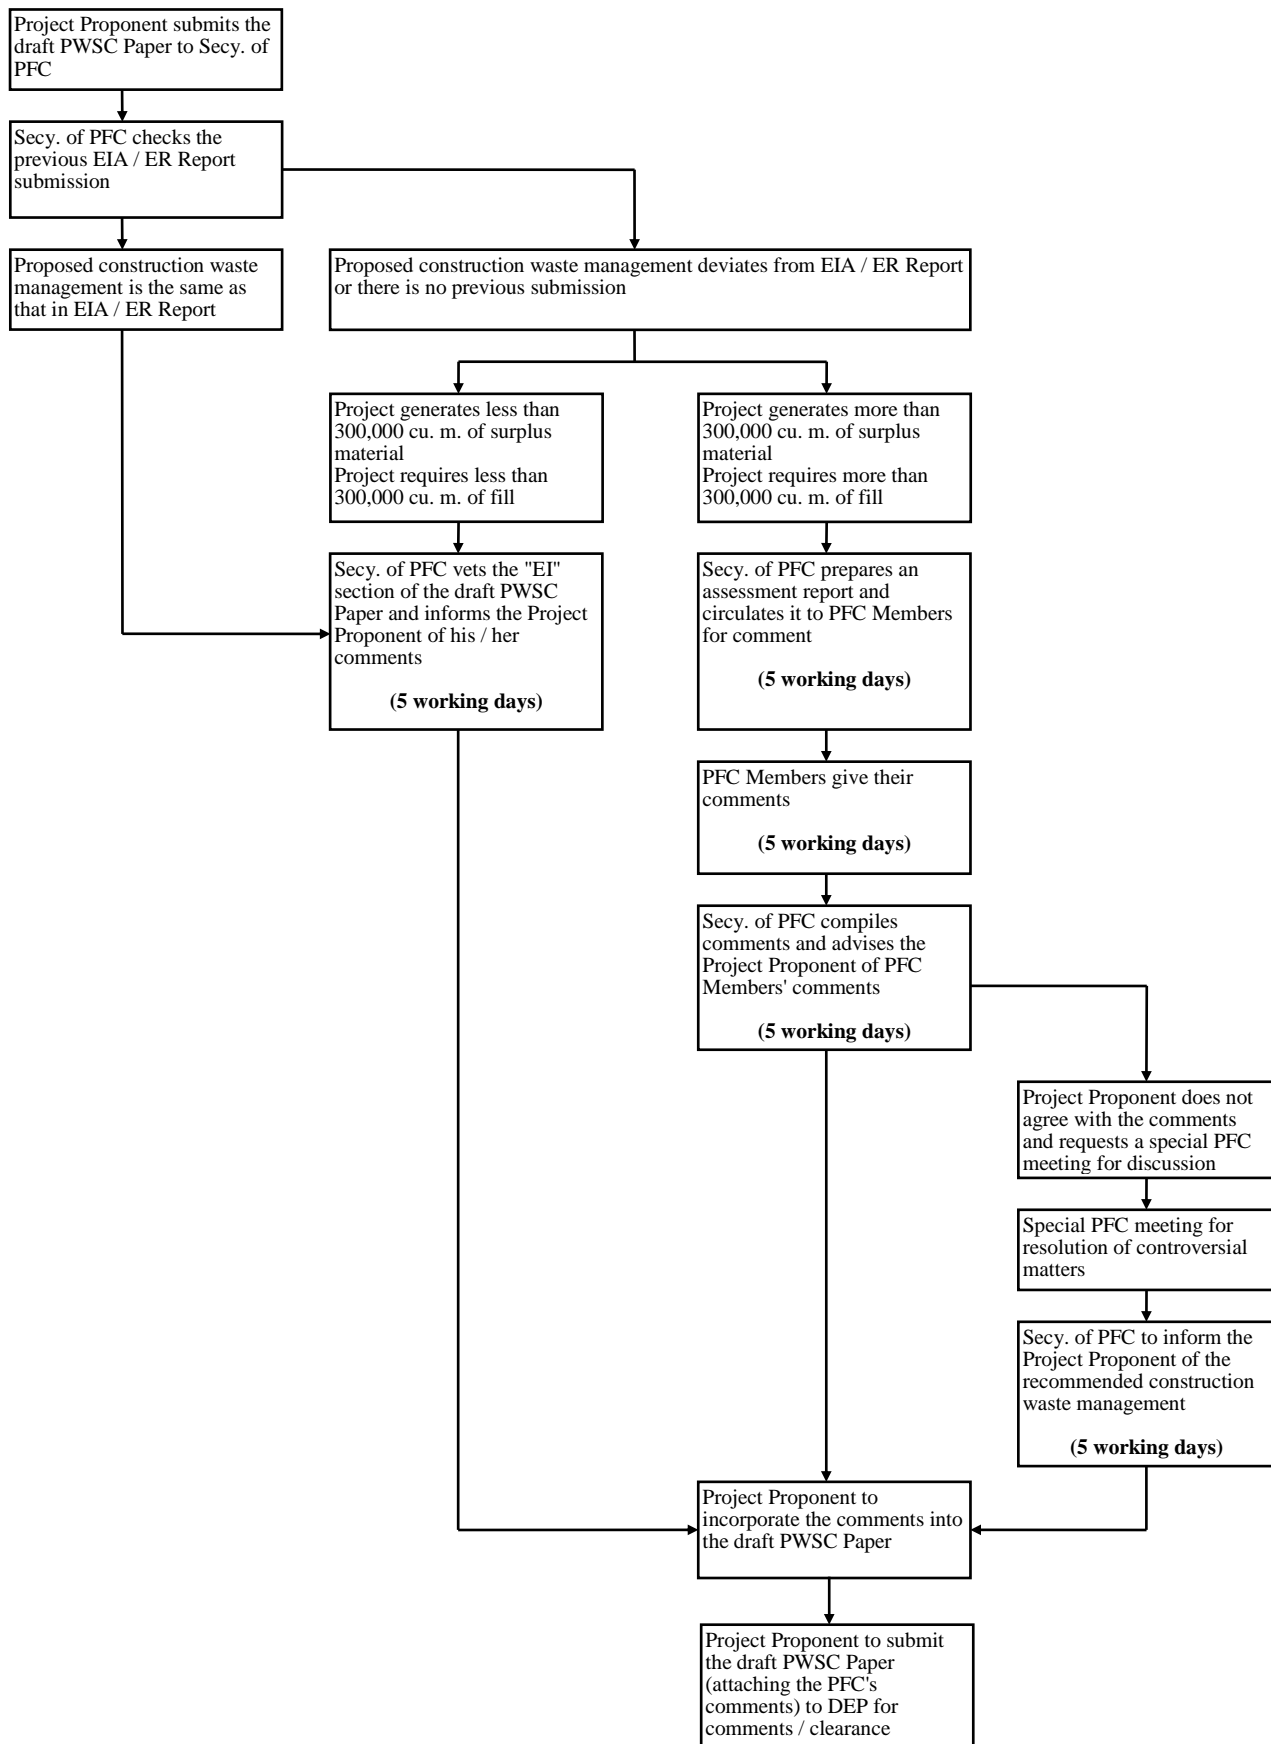 Project Proponent submits the
draft PWSC Paper to Secy. of
PFC
Secy. of PFC checks the
previous EIA / ER Report
submission
Proposed construction waste
management is the same as
that in EIA / ER Report
Proposed construction waste management deviates from EIA / ER Report
or there is no previous submission
Project generates less than
300,000 cu. m. of surplus
material
Project requires less than
300,000 cu. m. of fill
Project generates more than
300,000 cu. m. of surplus
material
Project requires more than
300,000 cu. m. of fill
Secy. of PFC vets the "EI"
section of the draft PWSC
Paper and informs the Project
Proponent of his / her
comments
(5 working days)
Secy. of PFC prepares an
assessment report and
circulates it to PFC Members
for comment
(5 working days)
PFC Members give their
comments
(5 working days)
Secy. of PFC compiles
comments and advises the
Project Proponent of PFC
Members' comments
(5 working days)
Project Proponent does not
agree with the comments
and requests a special PFC
meeting for discussion
Special PFC meeting for
resolution of controversial
matters
Secy. of PFC to inform the
Project Proponent of the
recommended construction
waste management
(5 working days)
Project Proponent to
incorporate the comments into
the draft PWSC Paper
Project Proponent to submit
the draft PWSC Paper
(attaching the PFC's
comments) to DEP for
comments / clearance